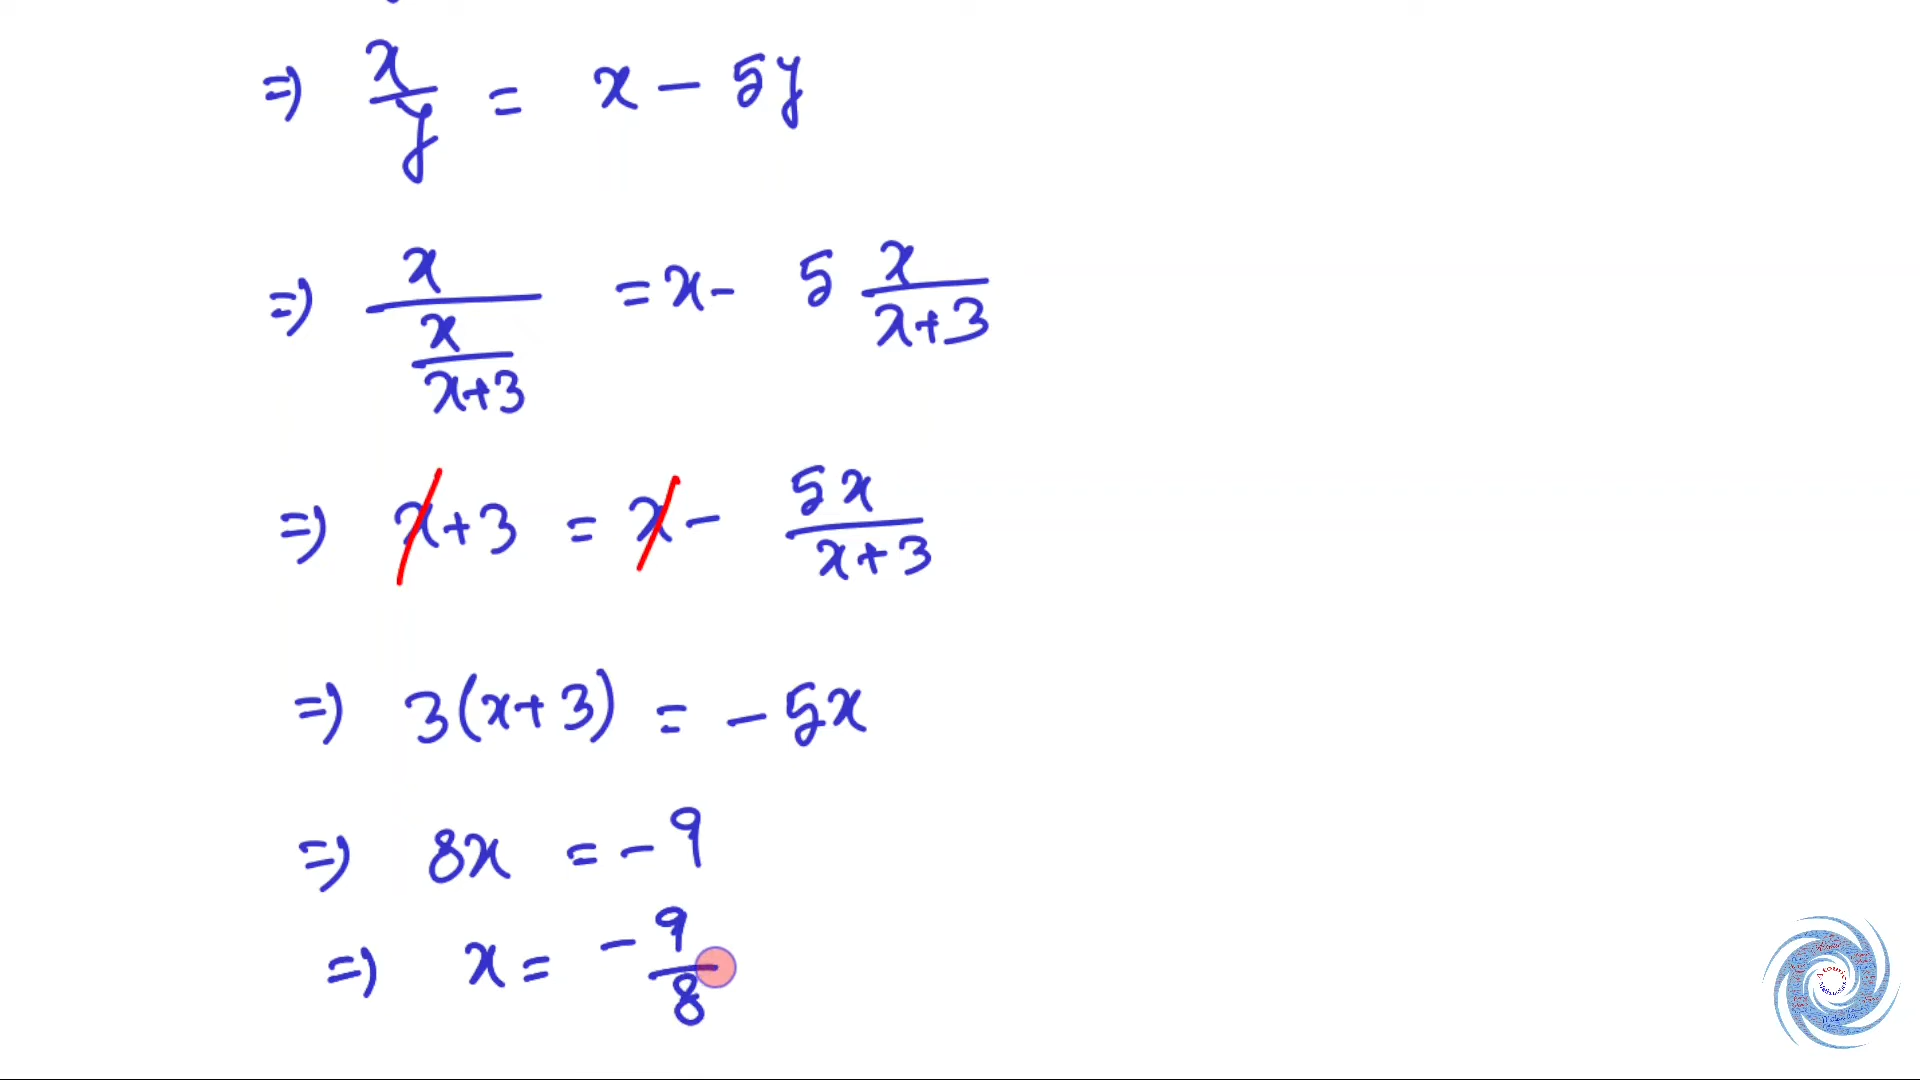 => x/y = x - 5y
=> x/(x/(x+3)) = x - 5 x/(x+3)
=> x+3 = x - 5x/(x+3)
=> 3(x+3) = -5x
=> 8x = -9
=> x = -9/8